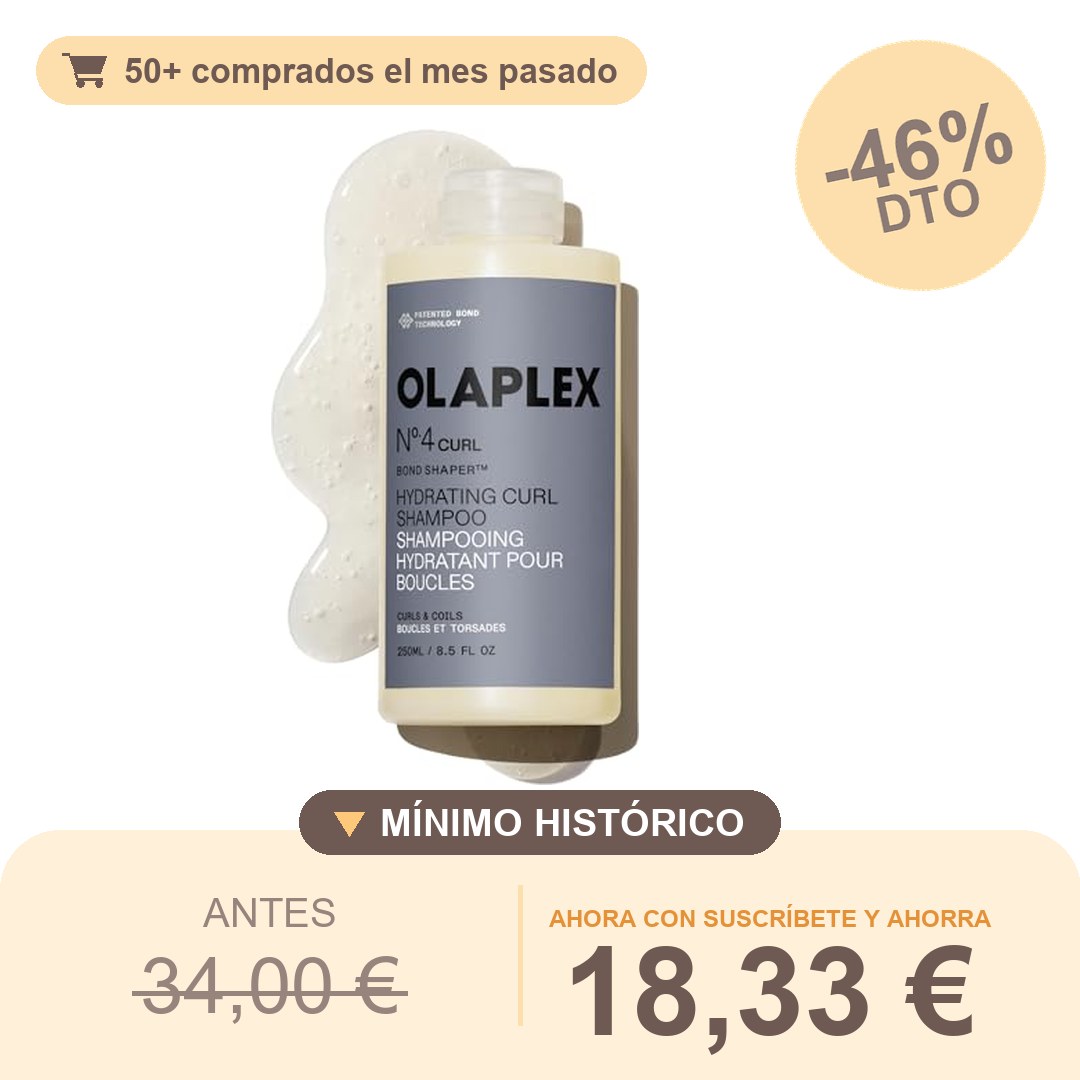 50+ comprados el mes pasado
-46%
DTO
PATENTED BOND
TECHNOLOGY
OLAPLEX
Nº.4 CURL
BOND SHAPER™
HYDRATING CURL
SHAMPOO
SHAMPOOING
HYDRATANT POUR
BOUCLES
CURLS & COILS
BOUCLES ET TORSADES
250ML / 8.5 FL OZ
MÍNIMO HISTÓRICO
ANTES
34,00 €
AHORA CON SUSCRÍBETE Y AHORRA
18,33 €